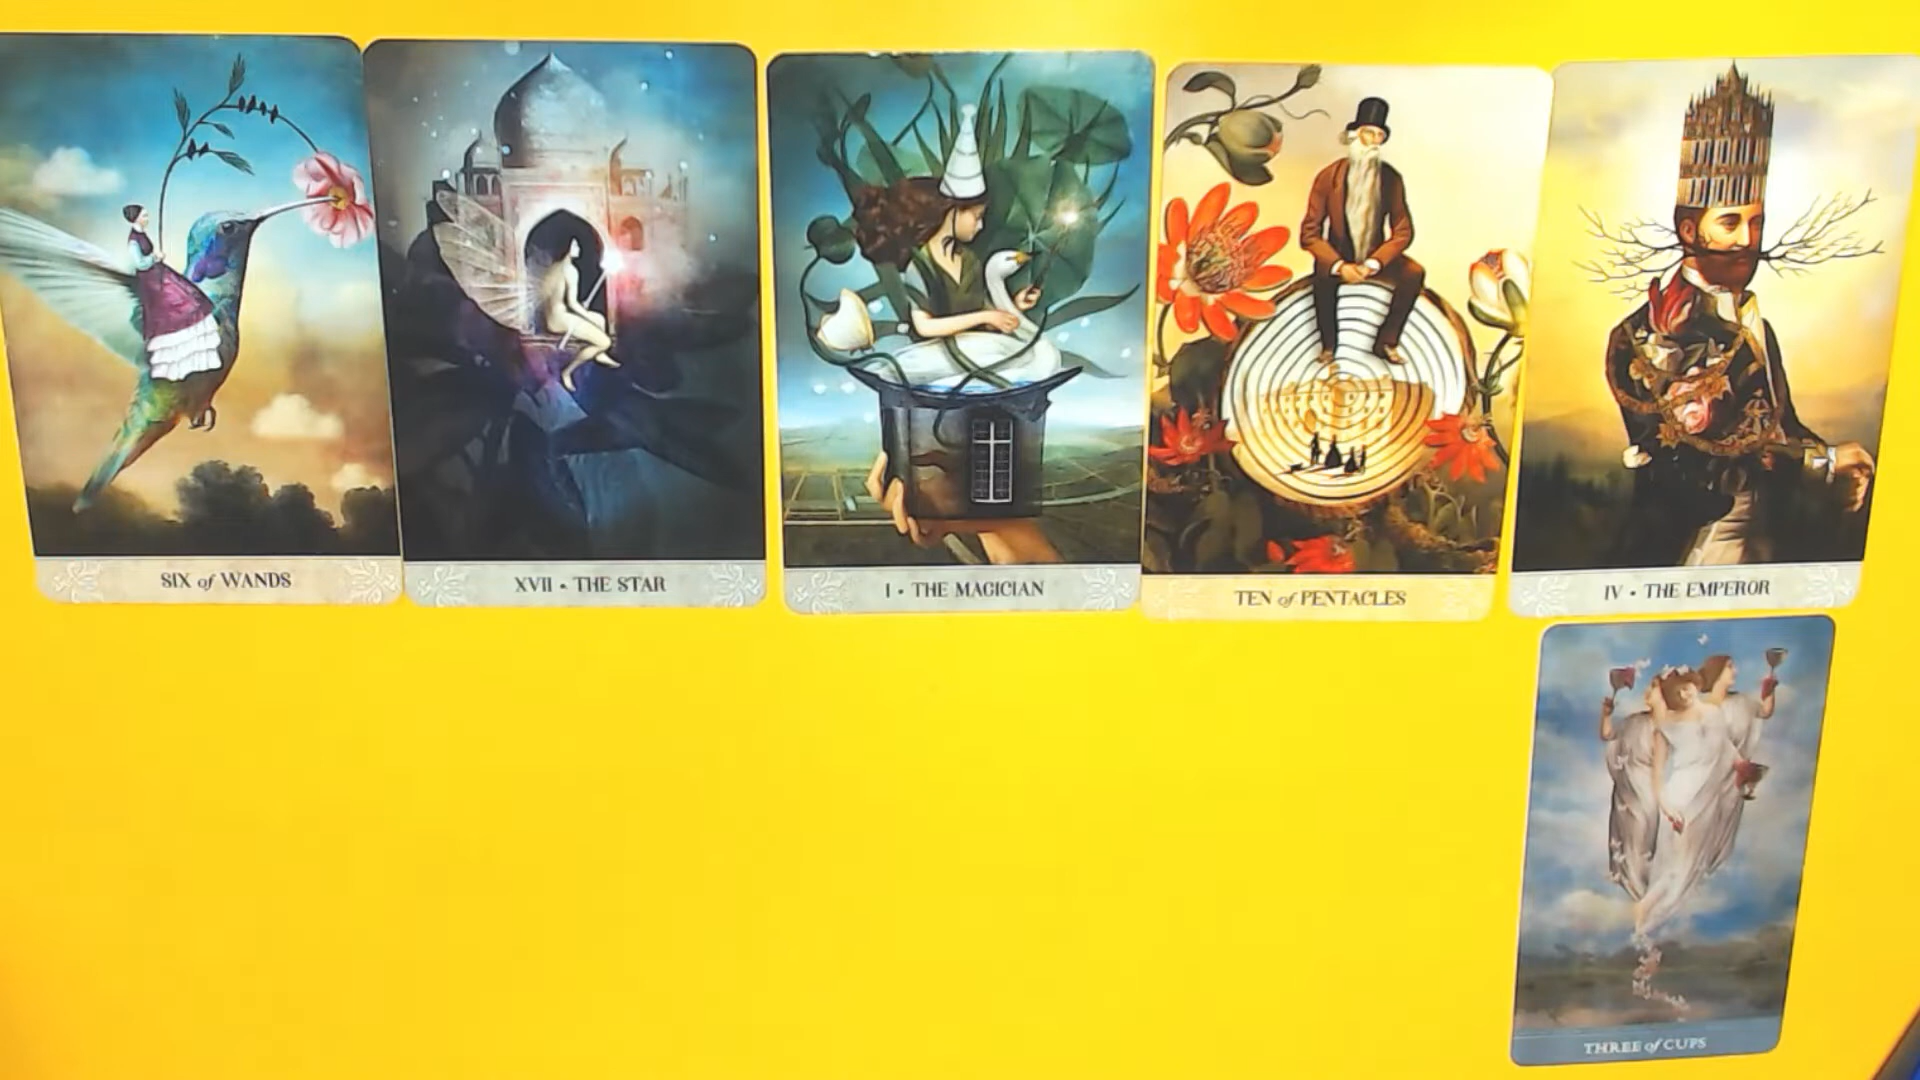 SIX of WANDS
XVII • THE STAR
I • THE MAGICIAN
TEN of PENTACLES
IV • THE EMPEROR
THREE of CUPS